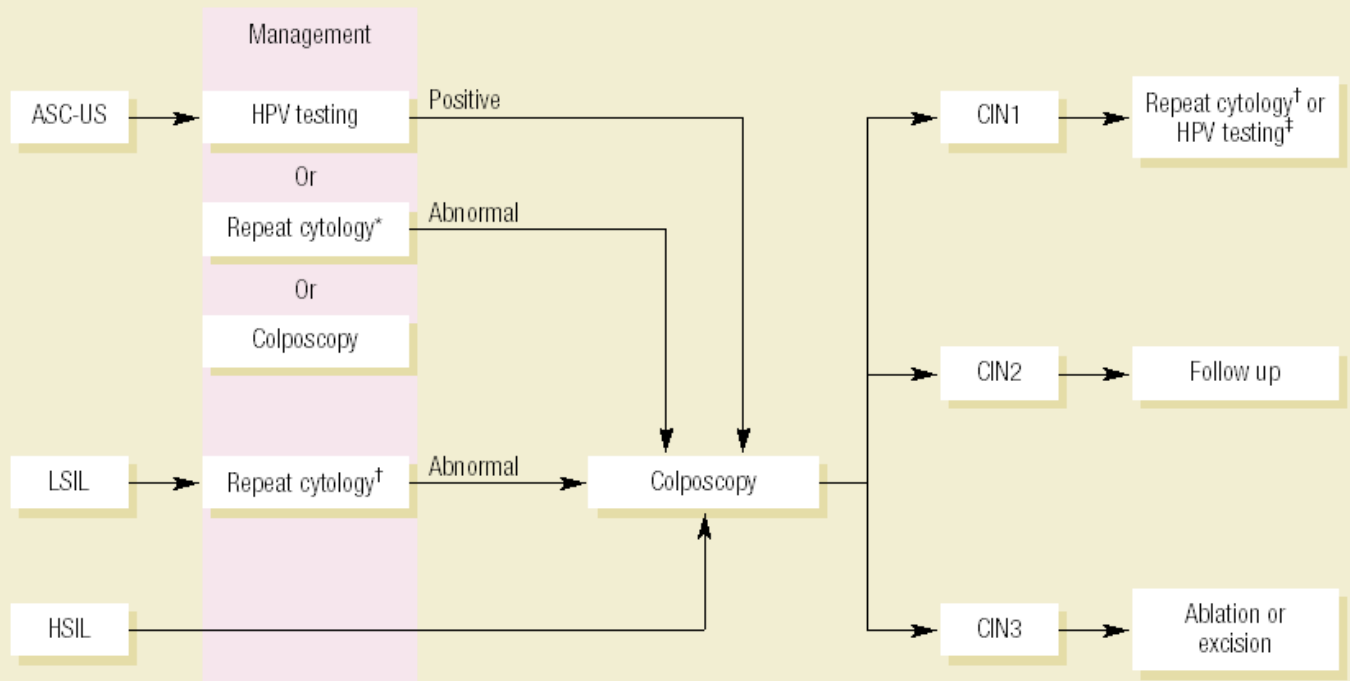 Management
ASC-US
HPV testing
Positive
Or
Repeat cytology*
Abnormal
Or
Colposcopy
LSIL
Repeat cytology†
Abnormal
Colposcopy
HSIL
CIN1
Repeat cytology† or
HPV testing‡
CIN2
Follow up
CIN3
Ablation or
excision